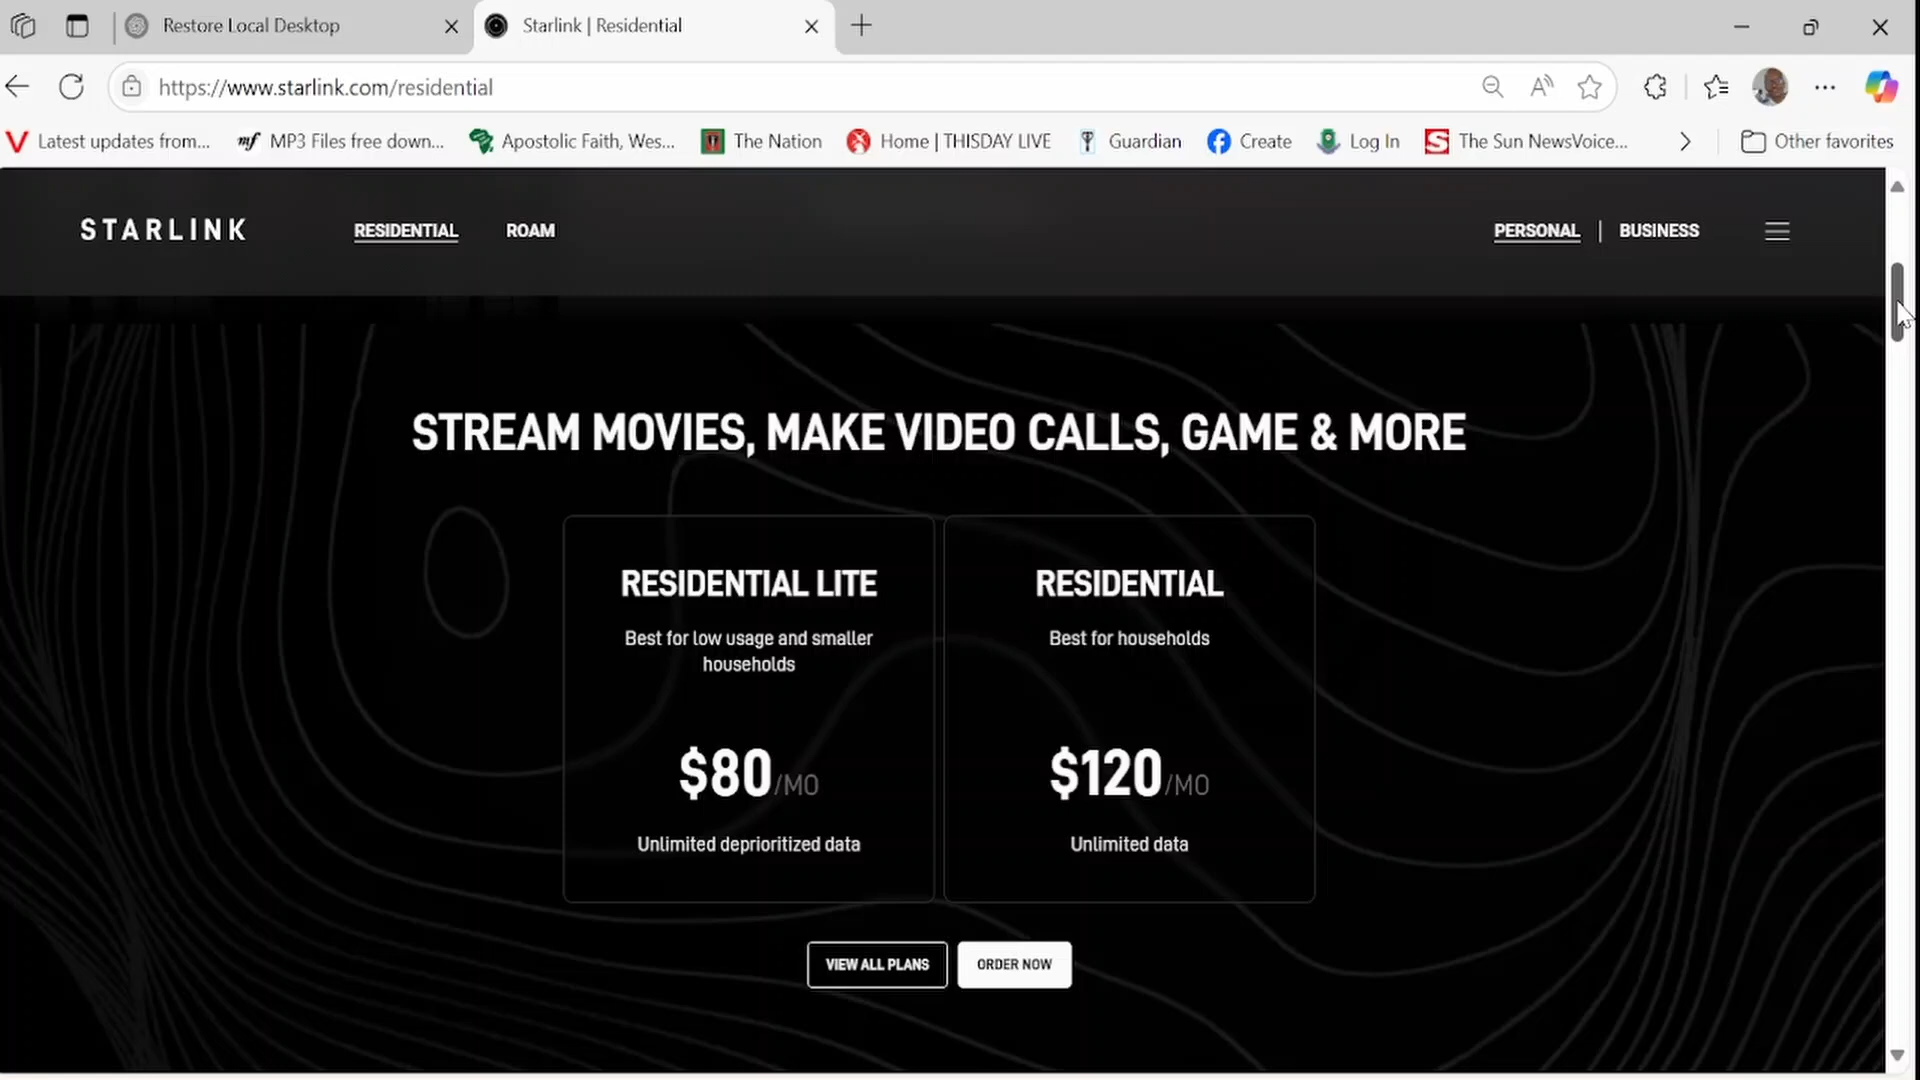 Restore Local Desktop
Starlink | Residential
https://www.starlink.com/residential
Latest updates from...
MP3 Files free down...
Apostolic Faith, Wes...
The Nation
Home | THISDAY LIVE
Guardian
Create
Log In
The Sun NewsVoice...
Other favorites
STARLINK
RESIDENTIAL
ROAM
PERSONAL | BUSINESS
STREAM MOVIES, MAKE VIDEO CALLS, GAME & MORE
RESIDENTIAL LITE
Best for low usage and smaller
households
$80/MO
Unlimited deprioritized data
RESIDENTIAL
Best for households
$120/MO
Unlimited data
VIEW ALL PLANS
ORDER NOW